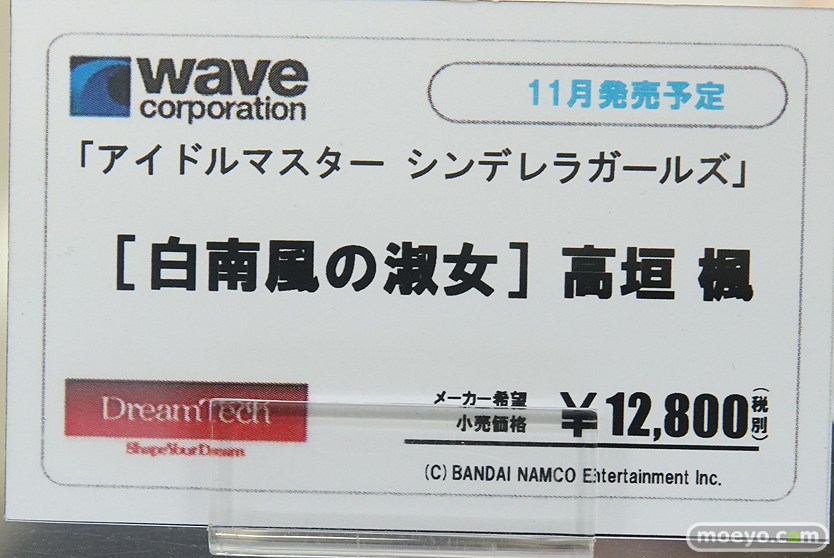 wave
corporation
11月発売予定
「アイドルマスター シンデレラガールズ」
［白南風の淑女］高垣 楓
DreamTech
ShapeYourDream
メーカー希望
小売価格
¥12,800(税別)
(C) BANDAI NAMCO Entertainment Inc.
moeyo.com